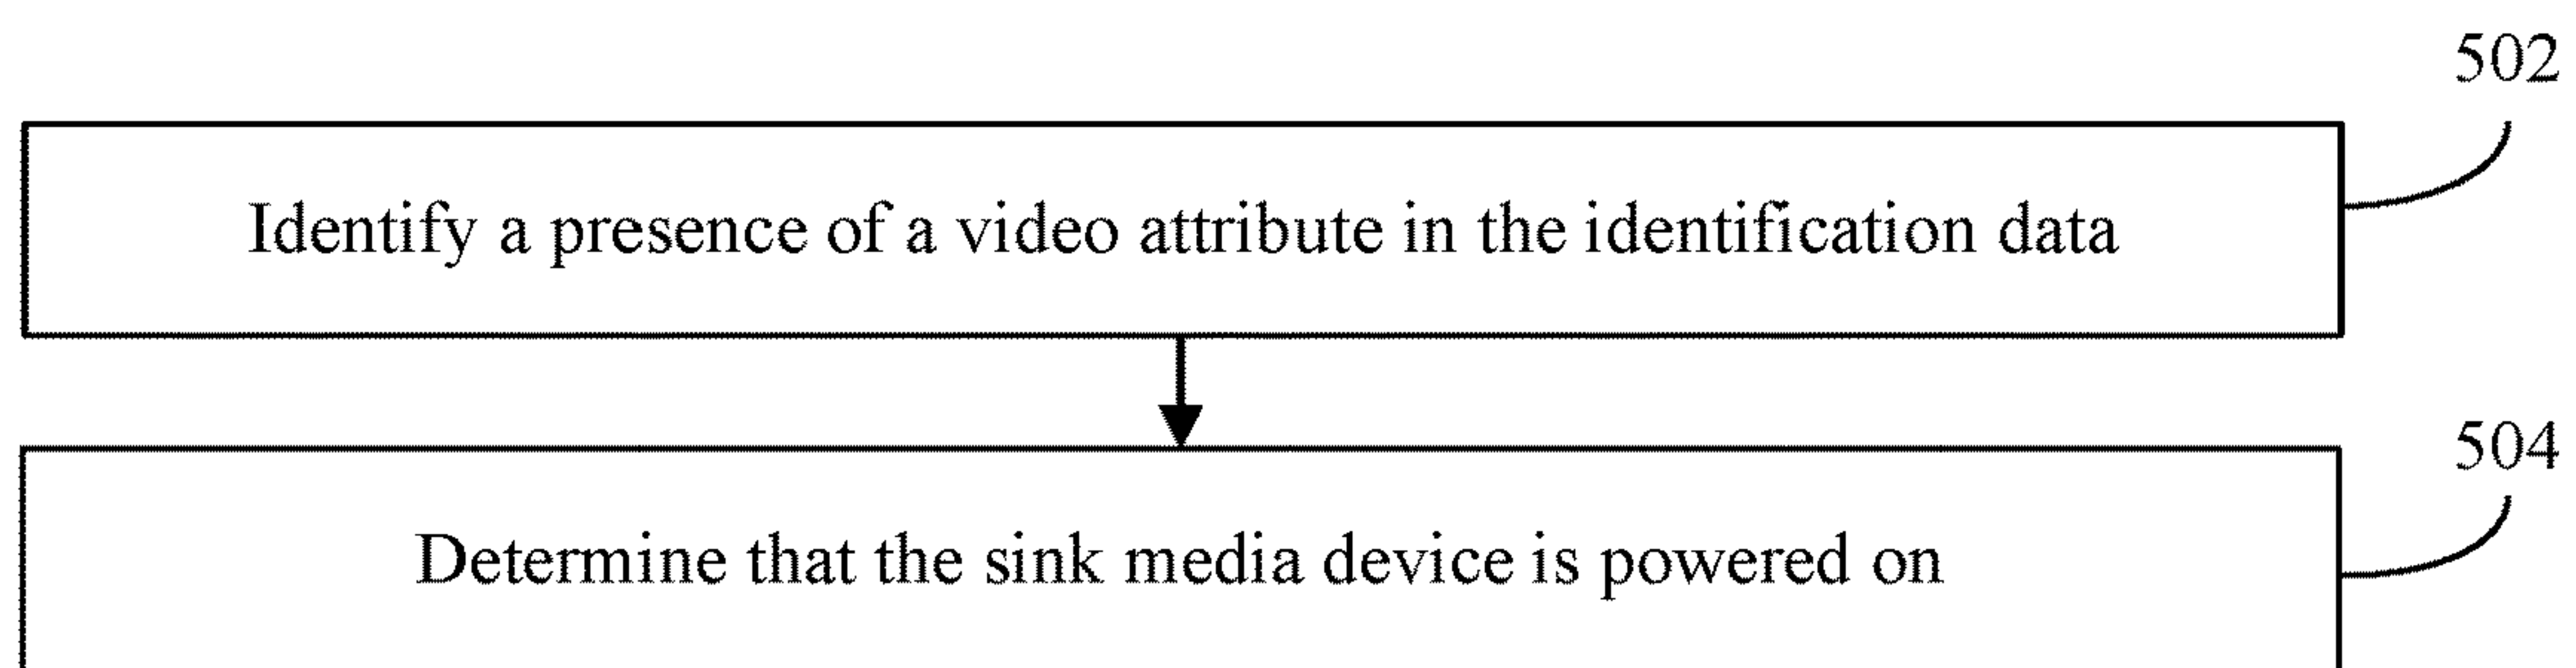 502
Identify a presence of a video attribute in the identification data
504
Determine that the sink media device is powered on